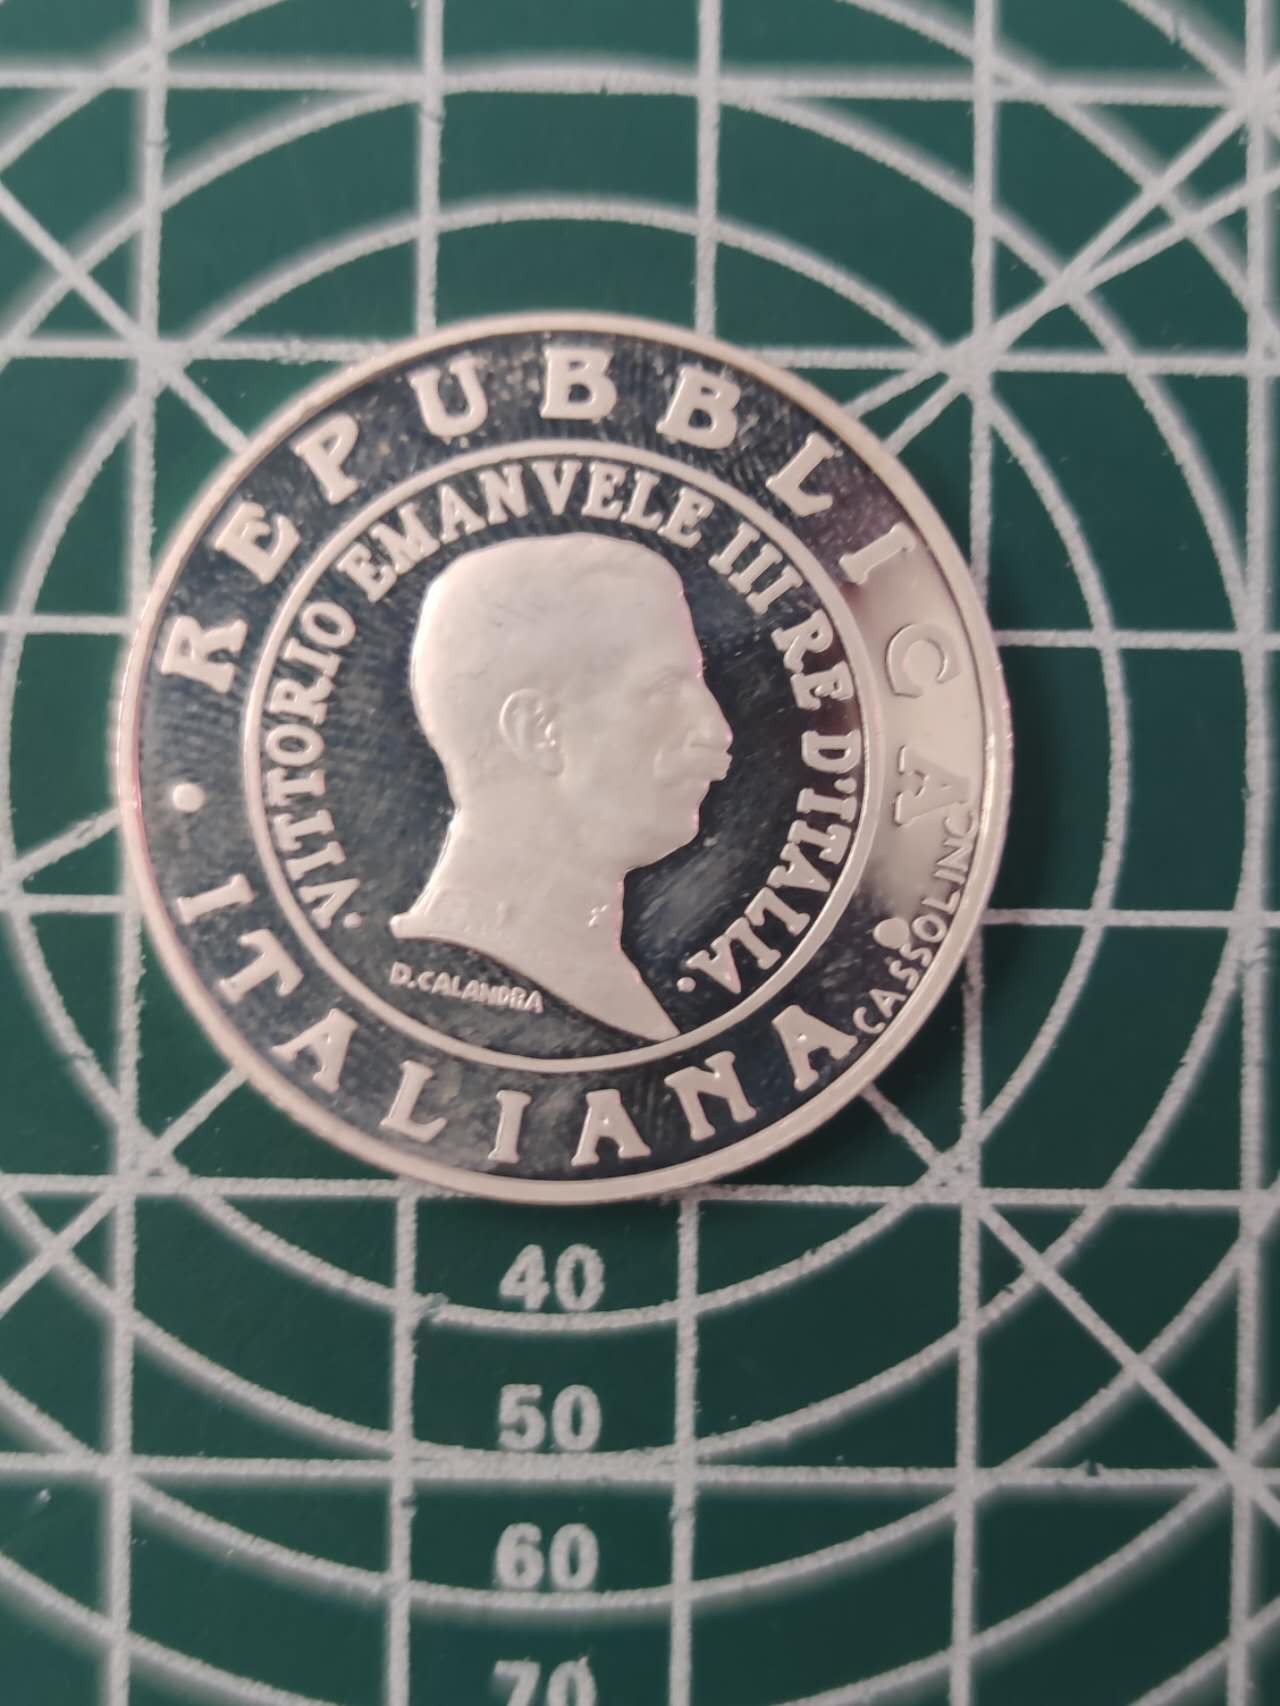 REPUBBLICA
ITALIANA
·VITTORIO EMANVELE III RE D'ITALIA·
D.CALANDRA
CASSOL INC
40
50
60
70